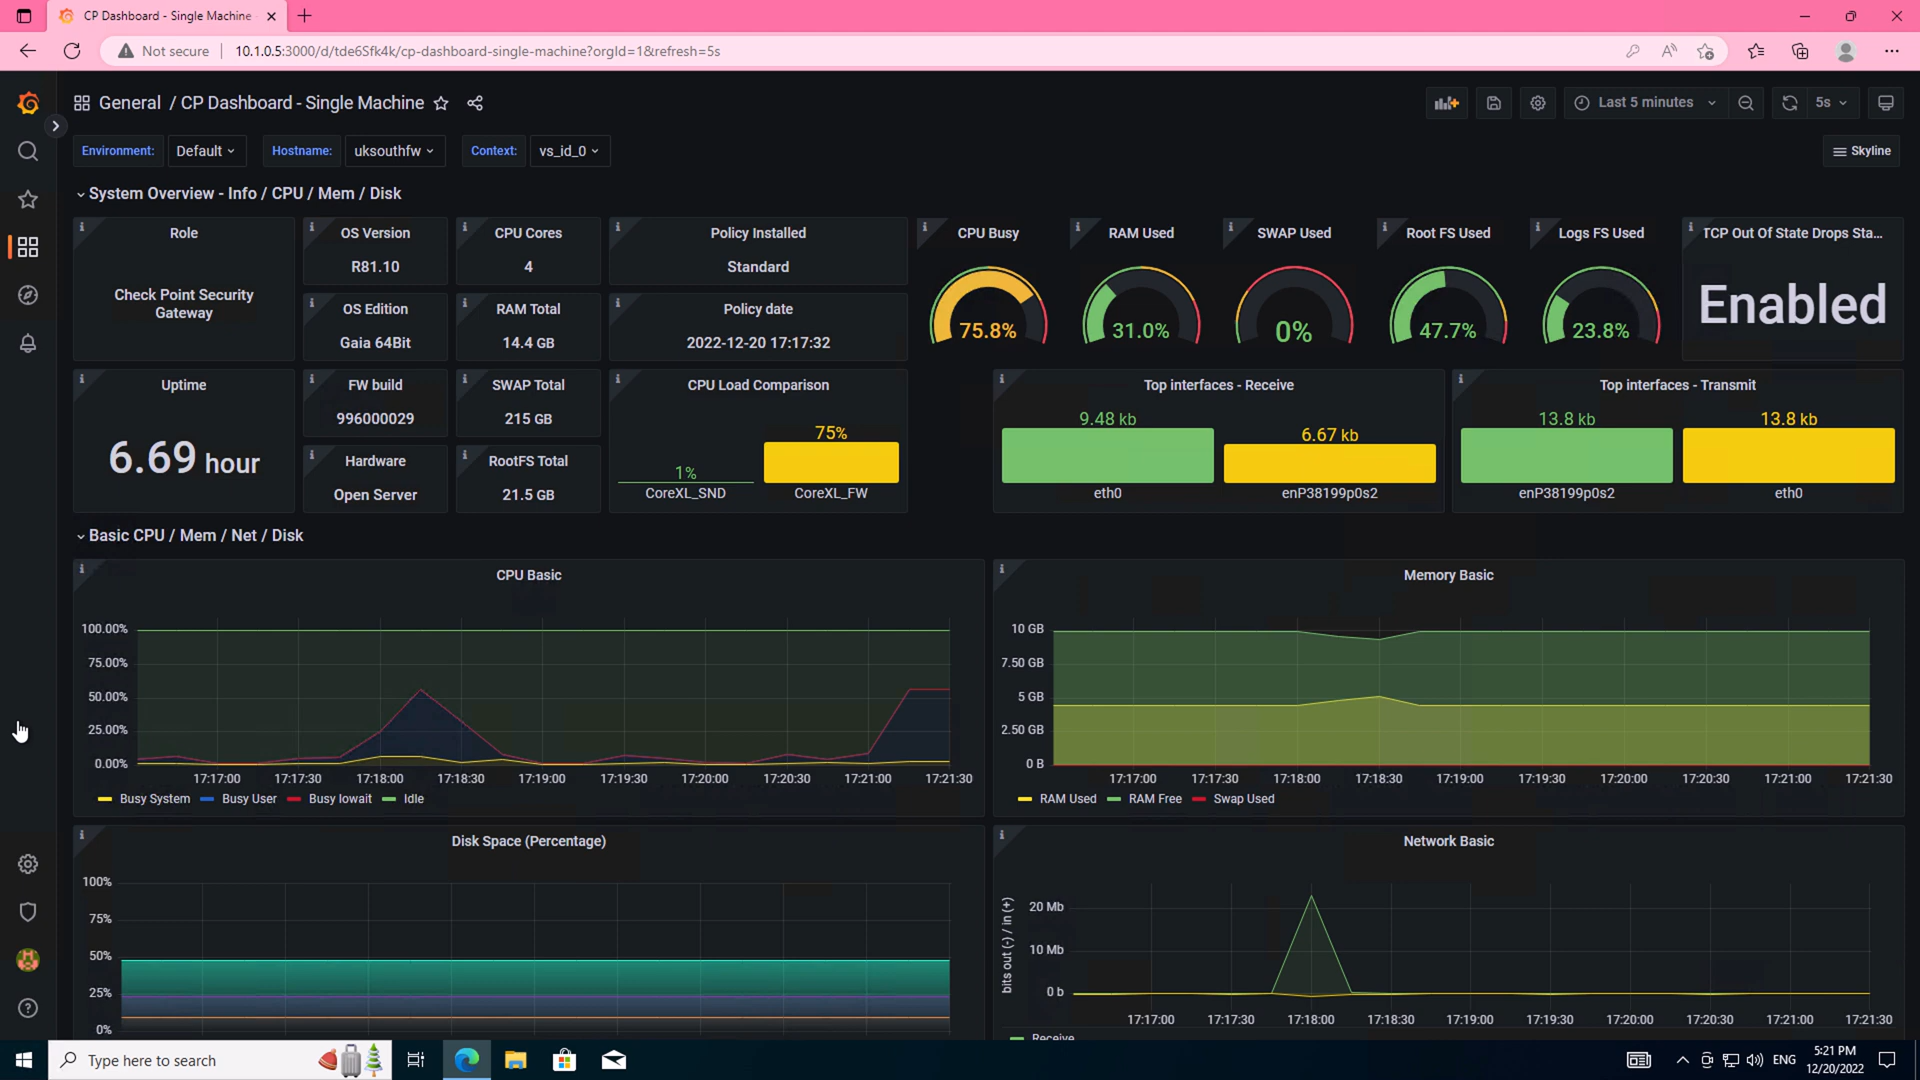 CP Dashboard - Single Machine
Not secure
10.1.0.5:3000/d/tde6Sfk4k/cp-dashboard-single-machine?orgId=1&refresh=5s
General / CP Dashboard - Single Machine
Last 5 minutes
5s
Environment:
Default
Hostname:
uksouthfw
Context:
vs_id_0
Skyline
System Overview - Info / CPU / Mem / Disk
Role
Check Point Security
Gateway
OS Version
R81.10
CPU Cores
4
Policy Installed
Standard
CPU Busy
75.8%
RAM Used
31.0%
SWAP Used
0%
Root FS Used
47.7%
Logs FS Used
23.8%
TCP Out Of State Drops Sta...
Enabled
OS Edition
Gaia 64Bit
RAM Total
14.4 GB
Policy date
2022-12-20 17:17:32
Uptime
6.69 hour
FW build
996000029
SWAP Total
215 GB
CPU Load Comparison
1%
CoreXL_SND
75%
CoreXL_FW
Top interfaces - Receive
9.48 kb
eth0
6.67 kb
enP38199p0s2
Top interfaces - Transmit
13.8 kb
enP38199p0s2
13.8 kb
eth0
Hardware
Open Server
RootFS Total
21.5 GB
Basic CPU / Mem / Net / Disk
CPU Basic
100.00%
75.00%
50.00%
25.00%
0.00%
17:17:00 17:17:30 17:18:00 17:18:30 17:19:00 17:19:30 17:20:00 17:20:30 17:21:00 17:21:30
Busy System Busy User Busy Iowait Idle
Memory Basic
10 GB
7.50 GB
5 GB
2.50 GB
0 B
17:17:00 17:17:30 17:18:00 17:18:30 17:19:00 17:19:30 17:20:00 17:20:30 17:21:00 17:21:30
RAM Used RAM Free Swap Used
Disk Space (Percentage)
100%
75%
50%
25%
0%
Network Basic
bits out (-) / in (+)
20 Mb
10 Mb
0 b
17:17:00 17:17:30 17:18:00 17:18:30 17:19:00 17:19:30 17:20:00 17:20:30 17:21:00 17:21:30
Receive
Type here to search
ENG
5:21 PM
12/20/2022